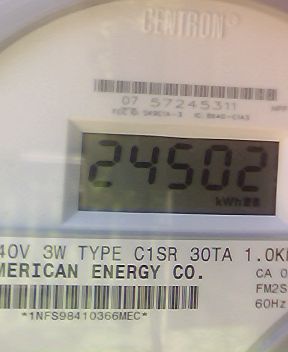 CENTRON®
07 57245311
24502
kWh
40V 3W TYPE C1SR 30TA 1.0K
MERICAN ENERGY CO.
CA 0
FM2S
60Hz
*1NFS98410366MEC*